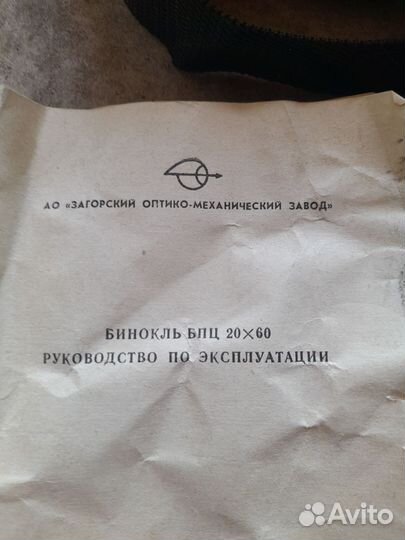 АО «ЗАГОРСКИЙ ОПТИКО-МЕХАНИЧЕСКИЙ ЗАВОД»
БИНОКЛЬ БПЦ 20×60
РУКОВОДСТВО ПО ЭКСПЛУАТАЦИИ
Avito